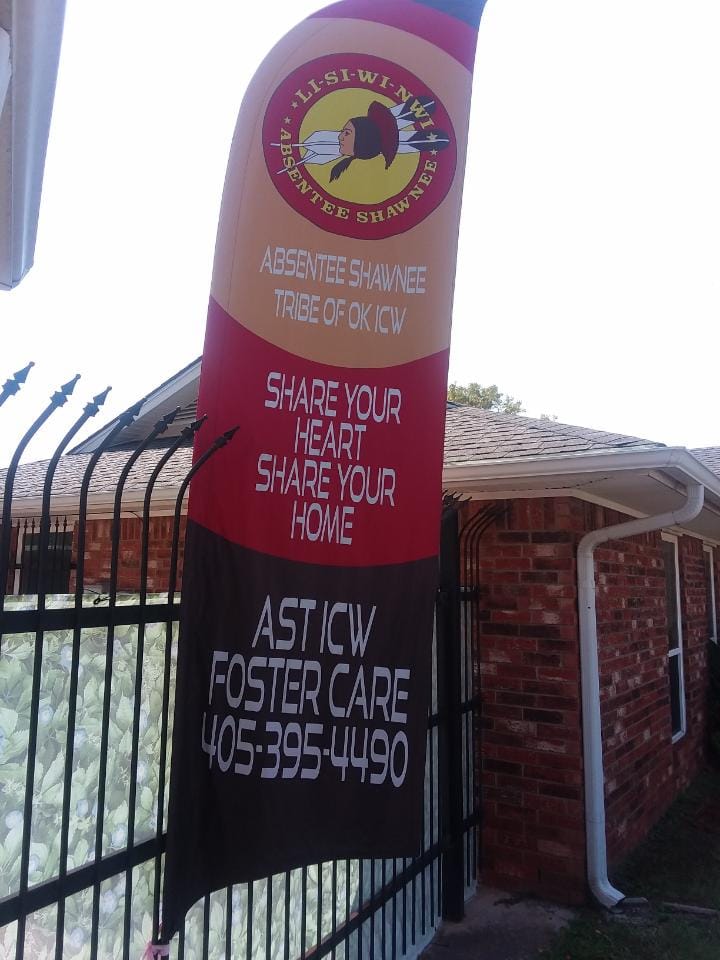 LI-SI-WI-NWI
ABSENTEE SHAWNEE
ABSENTEE SHAWNEE
TRIBE OF OK ICW
SHARE YOUR
HEART
SHARE YOUR
HOME
AST ICW
FOSTER CARE
405-395-4490